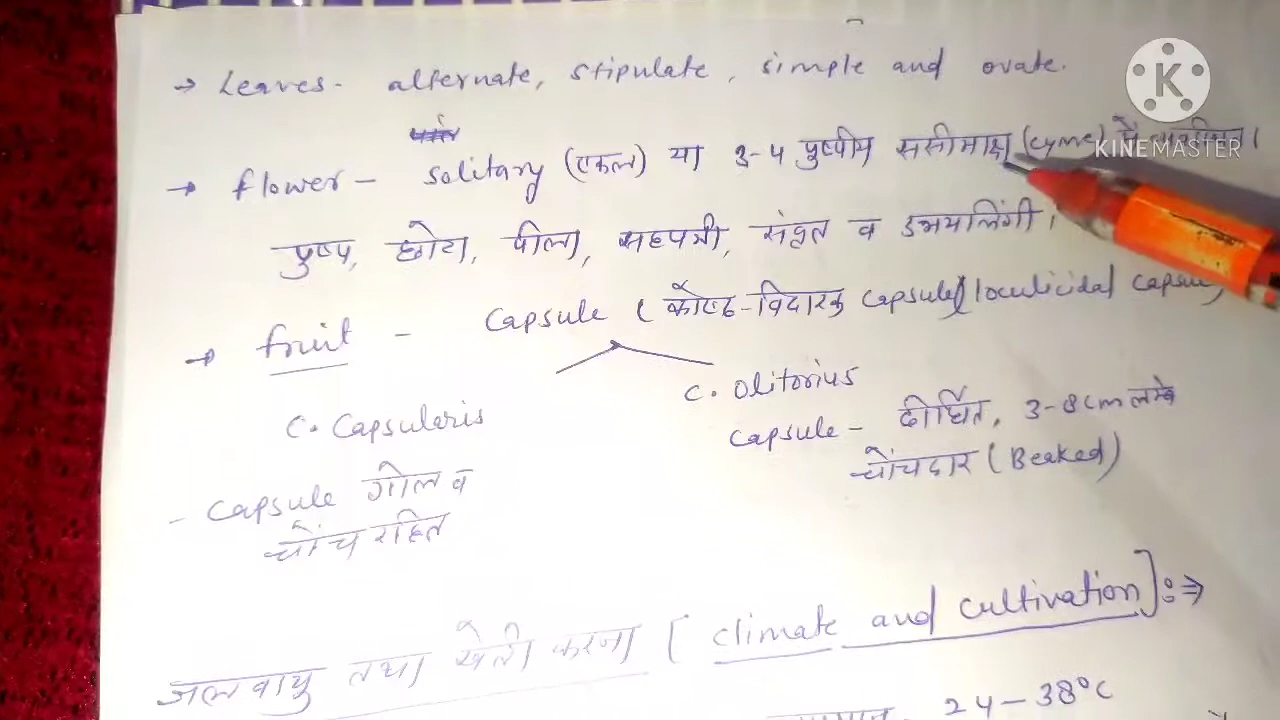 → Leaves - alternate, stipulate, simple and ovate.
→ flower - solitary (एकल) या 3-4 पुष्पीय ससीमाक्ष (cyme) में
KINEMASTER
पुष्प, छोटा, पीला, सहपत्री, संवृत व उभयलिंगी।
→ fruit - Capsule (कोष्ठ-विदारक capsule/loculicidal capsule)
C. Capsularis
C. Olitorius
- Capsule गोल व
चोंच रहित
Capsule - दीर्घित, 3-8cm लम्बे
चोंचदार (Beaked)
जलवायु तथा खेती करना [climate and cultivation]:⇒
24-38°C